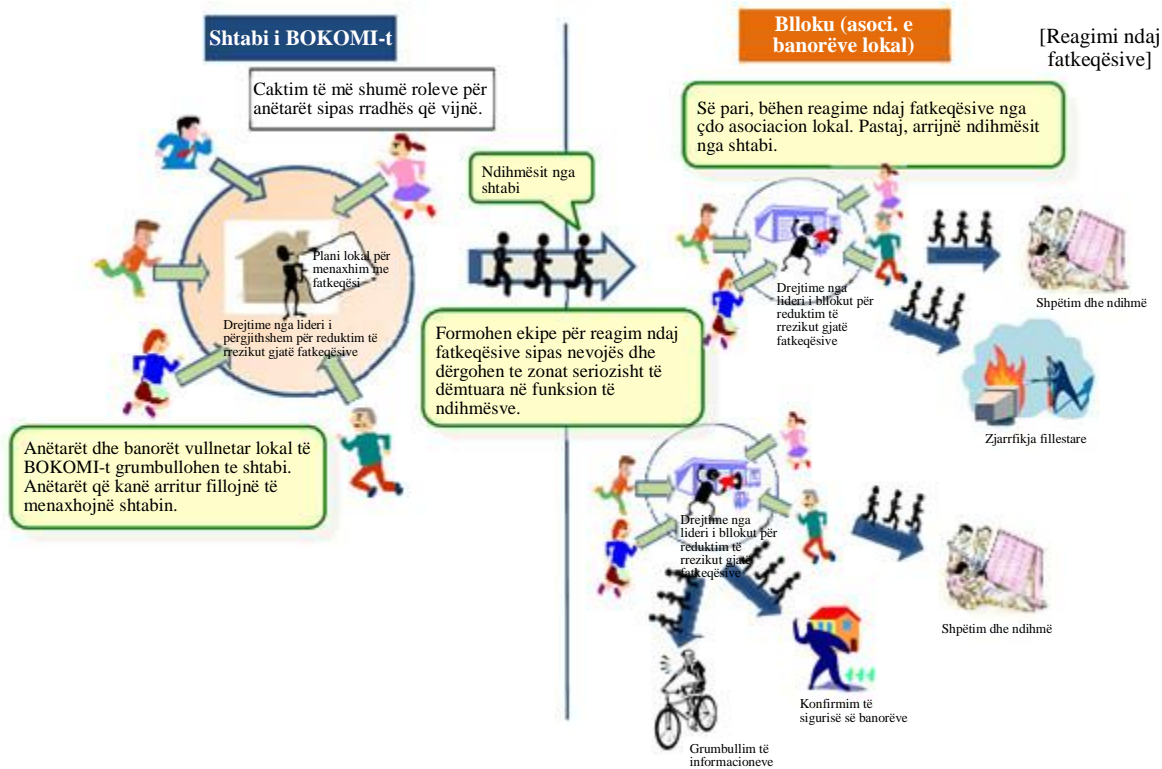 Shtabi i BOKOMI-t
Blloku (asoci. e
banorëve lokal)
[Reagimi ndaj
fatkeqësive]
Caktim të më shumë roleve për
anëtarët sipas rradhës që vijnë.
Së pari, bëhen reagime ndaj fatkeqësive nga
çdo asociacion lokal. Pastaj, arrijnë ndihmësit
nga shtabi.
Ndihmësit nga
shtabi
Plani lokal për
menaxhim me
fatkeqësi
Drejtime nga lideri i
përgjithshem për reduktim të
rrezikut gjatë fatkeqësive
Drejtime nga
lideri i bllokut për
reduktim të
rrezikut gjatë
fatkeqësive
Shpëtim dhe ndihmë
Formohen ekipe për reagim ndaj
fatkeqësive sipas nevojës dhe
dërgohen te zonat seriozisht të
dëmtuara në funksion të
ndihmësve.
Zjarrfikja fillestare
Anëtarët dhe banorët vullnetar lokal të
BOKOMI-t grumbullohen te shtabi.
Anëtarët që kanë arritur fillojnë të
menaxhojnë shtabin.
Drejtime nga
lideri i bllokut për
reduktim të
rrezikut gjatë
fatkeqësive
Shpëtim dhe ndihmë
Konfirmim të
sigurisë së banorëve
Grumbullim të
informacioneve